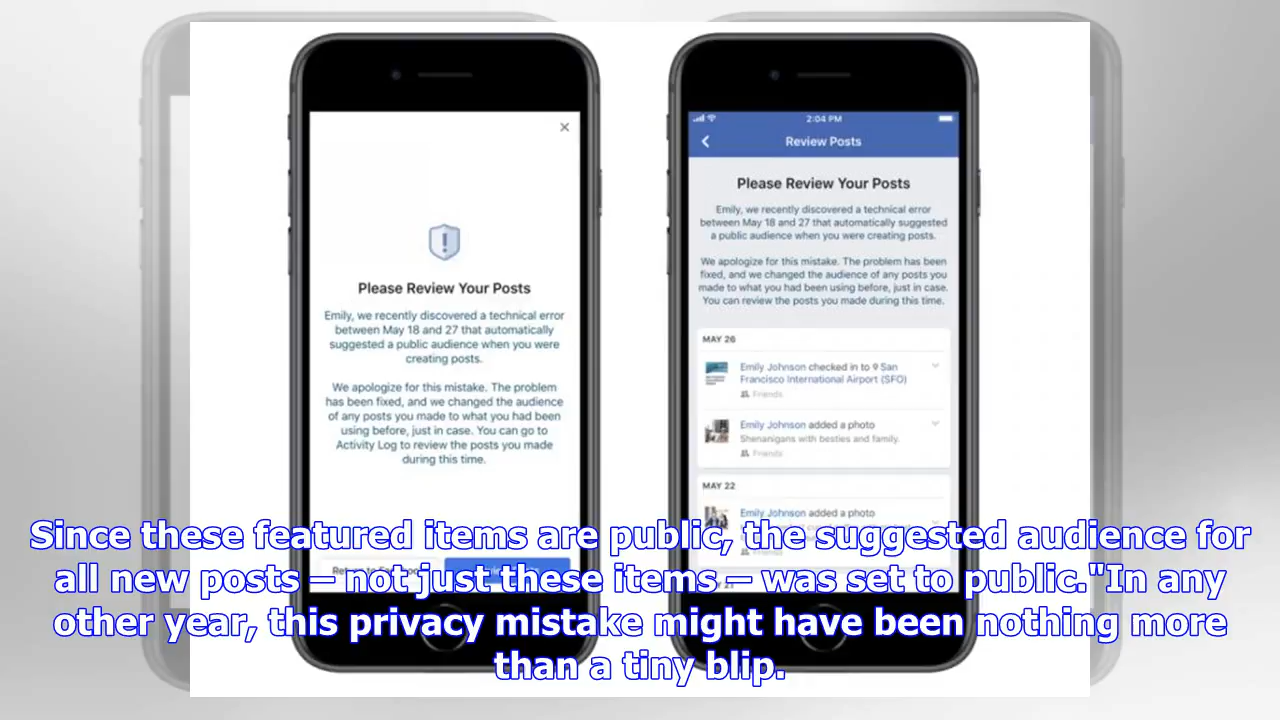 Please Review Your Posts
Emily, we recently discovered a technical error
between May 18 and 27 that automatically
suggested a public audience when you were
creating posts.
We apologize for this mistake. The problem
has been fixed, and we changed the audience
of any posts you made to what you had been
using before, just in case. You can go to
Activity Log to review the posts you made
during this time.
2:04 PM
Review Posts
Please Review Your Posts
Emily, we recently discovered a technical error
between May 18 and 27 that automatically suggested
a public audience when you were creating posts.
We apologize for this mistake. The problem has been
fixed, and we changed the audience of any posts you
made to what you had been using before, just in case.
You can review the posts you made during this time.
MAY 26
Emily Johnson checked in to San
Francisco International Airport (SFO)
Friends
Emily Johnson added a photo
Shenanigans with besties and family.
Friends
MAY 22
Emily Johnson added a photo
Since these featured items are public, the suggested audience for
all new posts — not just these items — was set to public."In any
other year, this privacy mistake might have been nothing more
than a tiny blip.